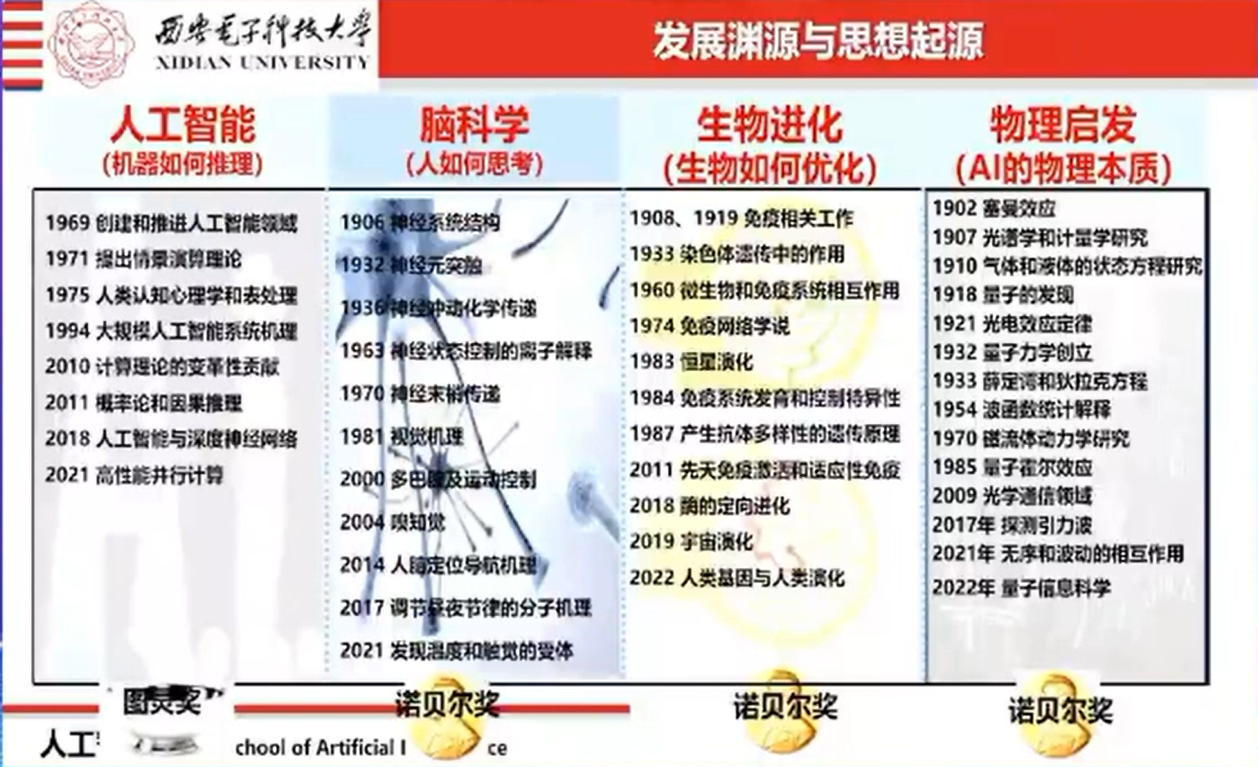 西安电子科技大学
XIDIAN UNIVERSITY
发展渊源与思想起源
人工智能
(机器如何推理)
1969 创建和推进人工智能领域
1971 提出情景演算理论
1975 人类认知心理学和表处理
1994 大规模人工智能系统机理
2010 计算理论的变革性贡献
2011 概率论和因果推理
2018 人工智能与深度神经网络
2021 高性能并行计算
图灵奖
脑科学
(人如何思考)
1906 神经系统结构
1932 神经元突触
1936 神经冲动化学传递
1963 神经状态控制的离子解释
1970 神经末梢传递
1981 视觉机理
2000 多巴胺及运动控制
2004 嗅知觉
2014 人脑定位导航机理
2017 调节昼夜节律的分子机理
2021 发现温度和触觉的受体
诺贝尔奖
生物进化
(生物如何优化)
1908、1919 免疫相关工作
1933 染色体遗传中的作用
1960 微生物和免疫系统相互作用
1974 免疫网络学说
1983 恒星演化
1984 免疫系统发育和控制特异性
1987 产生抗体多样性的遗传原理
2011 先天免疫激活和适应性免疫
2018 酶的定向进化
2019 宇宙演化
2022 人类基因与人类演化
诺贝尔奖
物理启发
(AI的物理本质)
1902 塞曼效应
1907 光谱学和计量学研究
1910 气体和液体的状态方程研究
1918 量子的发现
1921 光电效应定律
1932 量子力学创立
1933 薛定谔和狄拉克方程
1954 波函数统计解释
1970 磁流体动力学研究
1985 量子霍尔效应
2009 光学通信领域
2017年 探测引力波
2021年 无序和波动的相互作用
2022年 量子信息科学
诺贝尔奖
人工
chool of Artificial I ce